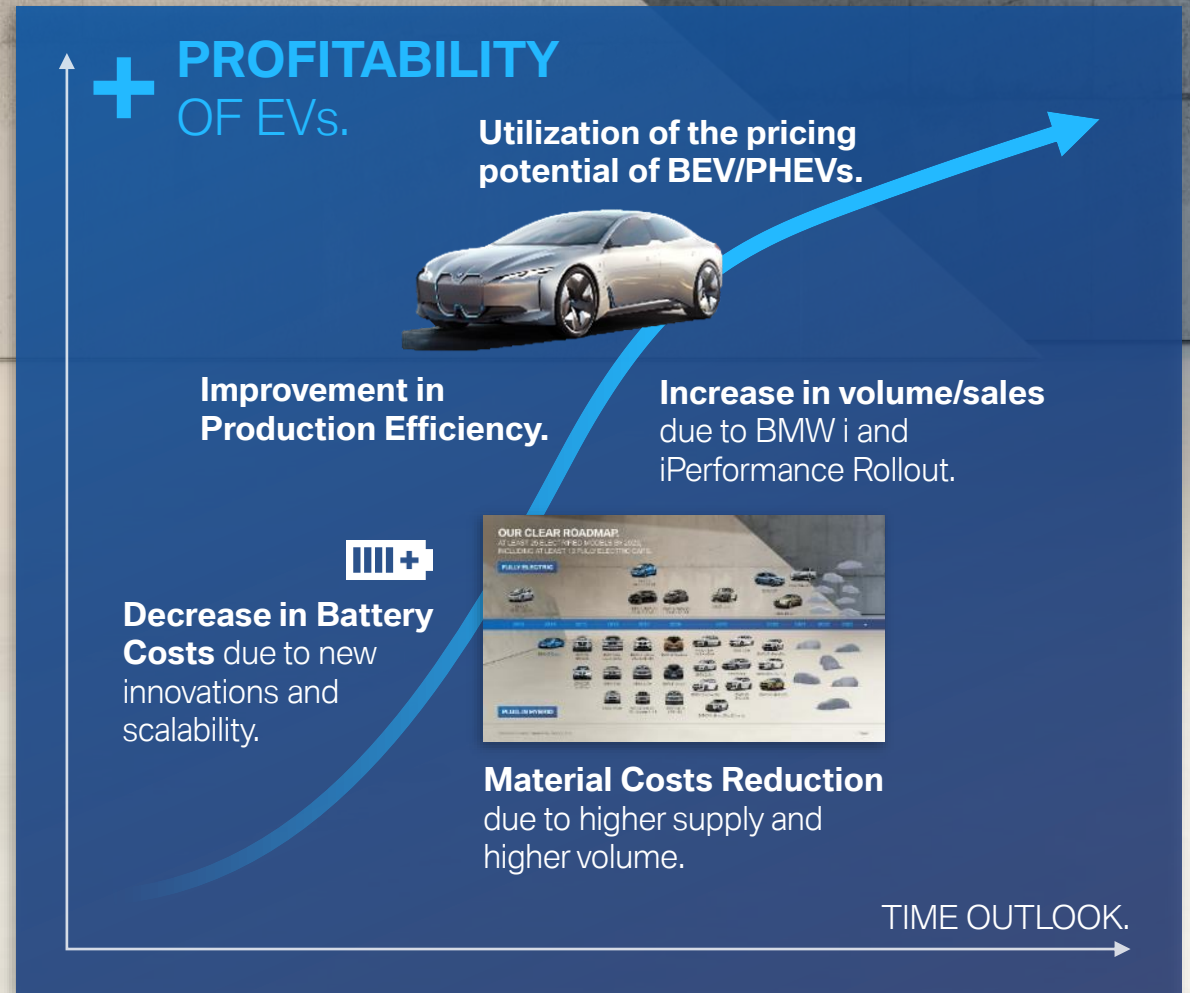 PROFITABILITY
OF EVs.
Utilization of the pricing
potential of BEV/PHEVs.
Improvement in
Production Efficiency.
Increase in volume/sales
due to BMW i and
iPerformance Rollout.
Decrease in Battery
Costs due to new
innovations and
scalability.
OUR CLEAR ROADMAP.
FULLY ELECTRIC
PLUG-IN HYBRID
Material Costs Reduction
due to higher supply and
higher volume.
TIME OUTLOOK.